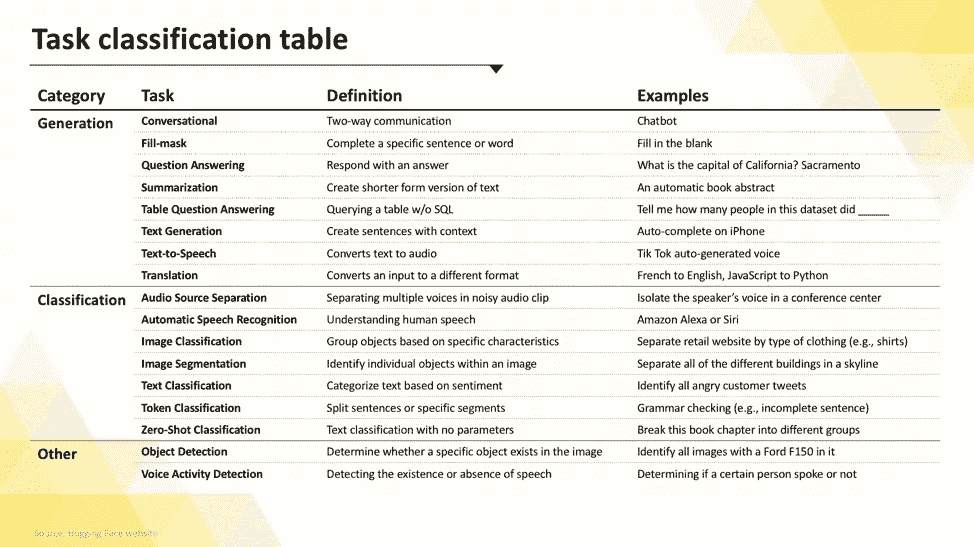 Task classification table
Category Task Definition Examples
Generation Conversational Two-way communication Chatbot
Fill-mask Complete a specific sentence or word Fill in the blank
Question Answering Respond with an answer What is the capital of California? Sacramento
Summarization Create shorter form version of text An automatic book abstract
Table Question Answering Querying a table w/o SQL Tell me how many people in this dataset did _____
Text Generation Create sentences with context Auto-complete on iPhone
Text-to-Speech Converts text to audio Tik Tok auto-generated voice
Translation Converts an input to a different format French to English, JavaScript to Python
Classification Audio Source Separation Separating multiple voices in noisy audio clip Isolate the speaker's voice in a conference center
Automatic Speech Recognition Understanding human speech Amazon Alexa or Siri
Image Classification Group objects based on specific characteristics Separate retail website by type of clothing (e.g., shirts)
Image Segmentation Identify individual objects within an image Separate all of the different buildings in a skyline
Text Classification Categorize text based on sentiment Identify all angry customer tweets
Token Classification Split sentences or specific segments Grammar checking (e.g., incomplete sentence)
Zero-Shot Classification Text classification with no parameters Break this book chapter into different groups
Other Object Detection Determine whether a specific object exists in the image Identify all images with a Ford F150 in it
Voice Activity Detection Detecting the existence or absence of speech Determining if a certain person spoke or not
Source: Hugging Face website